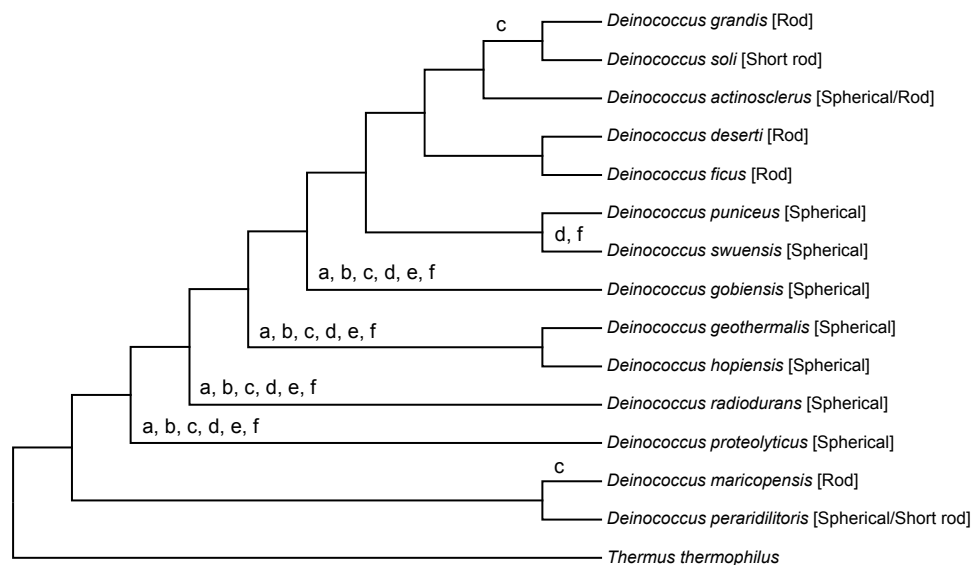 c
Deinococcus grandis [Rod]
Deinococcus soli [Short rod]
Deinococcus actinosclerus [Spherical/Rod]
Deinococcus deserti [Rod]
Deinococcus ficus [Rod]
Deinococcus puniceus [Spherical]
d, f
Deinococcus swuensis [Spherical]
a, b, c, d, e, f
Deinococcus gobiensis [Spherical]
Deinococcus geothermalis [Spherical]
a, b, c, d, e, f
Deinococcus hopiensis [Spherical]
a, b, c, d, e, f
Deinococcus radiodurans [Spherical]
a, b, c, d, e, f
Deinococcus proteolyticus [Spherical]
c
Deinococcus maricopensis [Rod]
Deinococcus peraridilitoris [Spherical/Short rod]
Thermus thermophilus